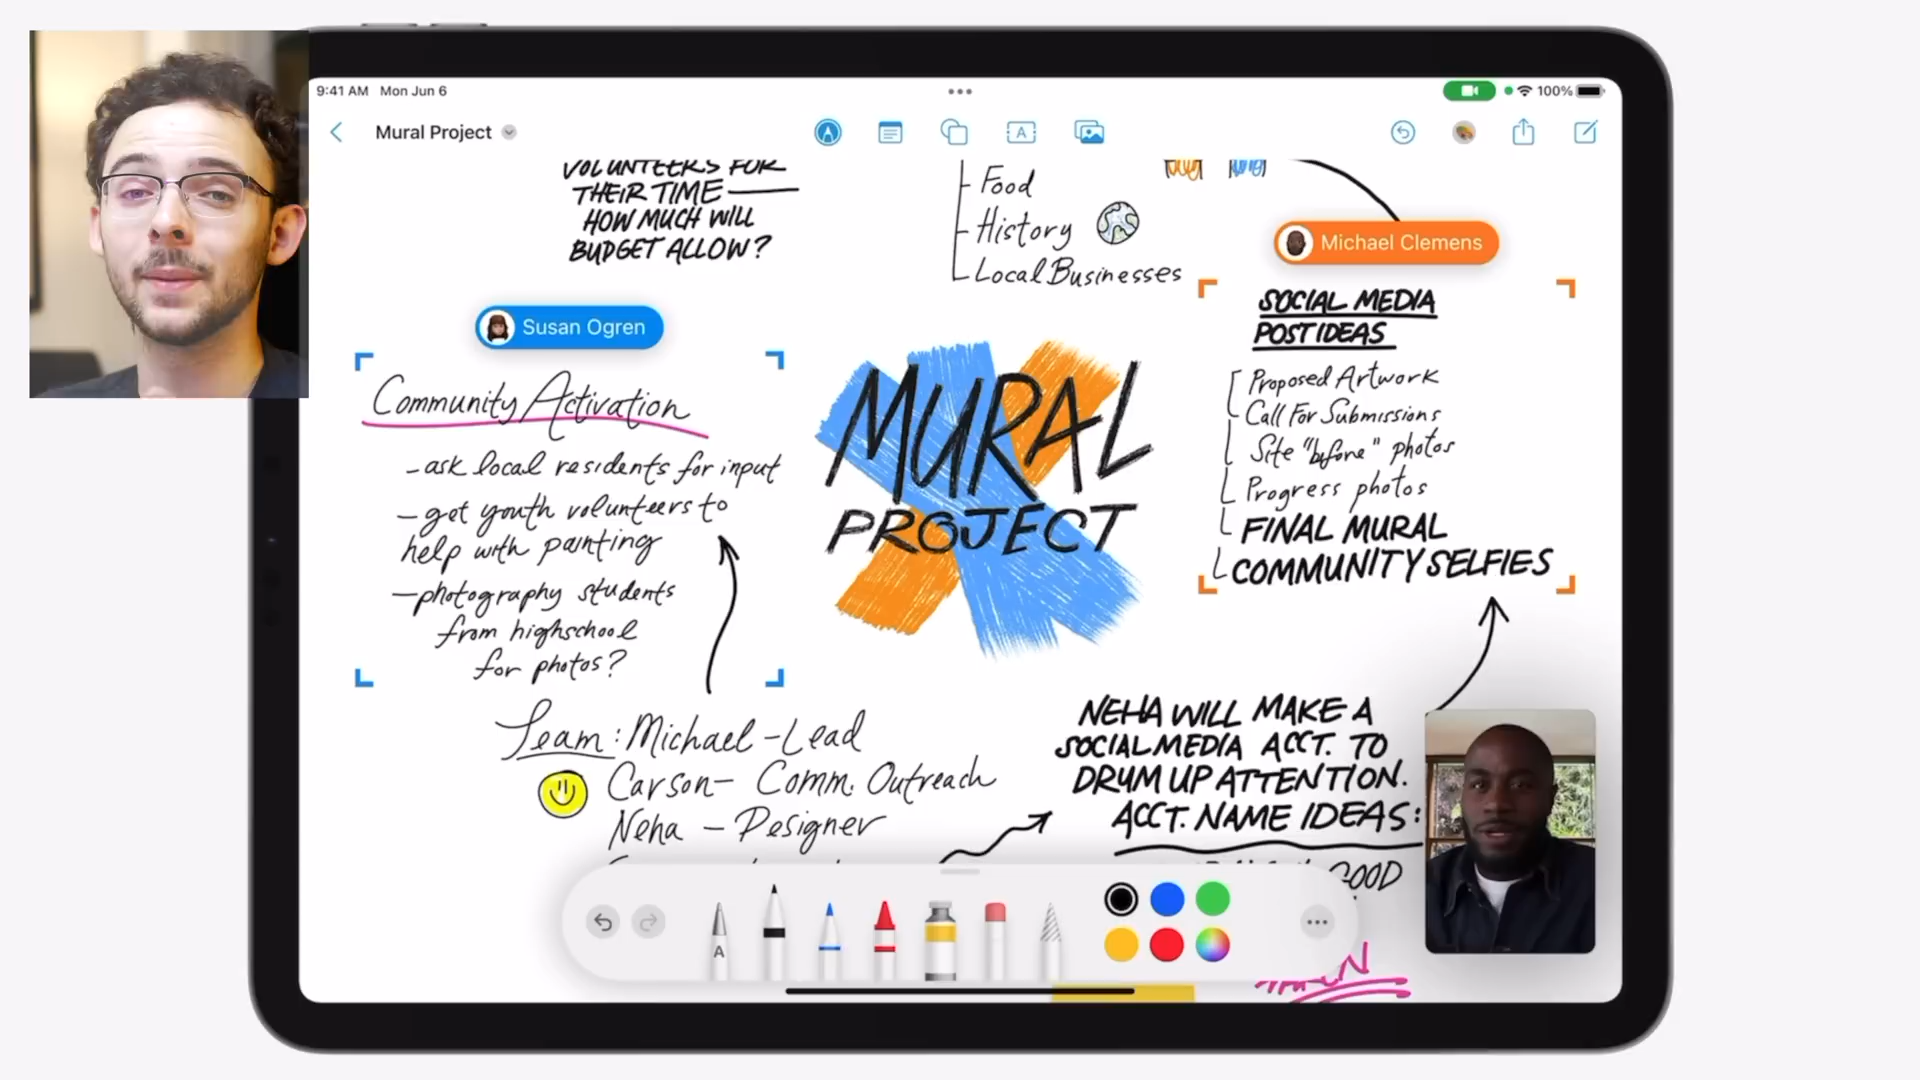 9:41 AM Mon Jun 6
100%
Mural Project
A
VOLUNTEERS FOR
THEIR TIME
HOW MUCH WILL
BUDGET ALLOW?
Food
History
Local Businesses
Michael Clemens
Susan Ogren
Community Activation
- ask local residents for input
- get youth volunteers to
help with painting
- photography students
from highschool
for photos?
MURAL
PROJECT
SOCIAL MEDIA
POST IDEAS
Proposed Artwork
Call For Submissions
Site "before" photos
Progress photos
FINAL MURAL
COMMUNITY SELFIES
Team: Michael - Lead
Carson - Comm. Outreach
Neha - Designer
NEHA WILL MAKE A
SOCIAL MEDIA ACCT. TO
DRUM UP ATTENTION.
ACCT. NAME IDEAS:
GOOD
A